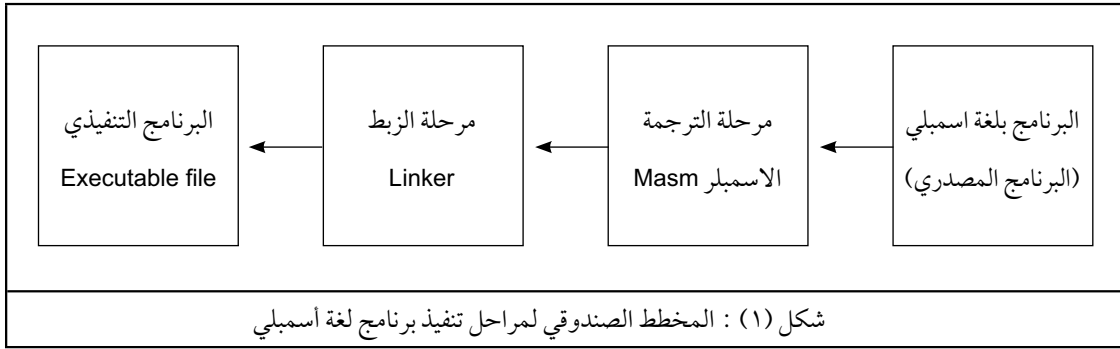 البرنامج بلغة اسمبلي
(البرنامج المصدري)
مرحلة الترجمة
الاسمبلر Masm
مرحلة الزبط
Linker
البرنامج التنفيذي
Executable file
شكل (١) : المخطط الصندوقي لمراحل تنفيذ برنامج لغة أسمبلي